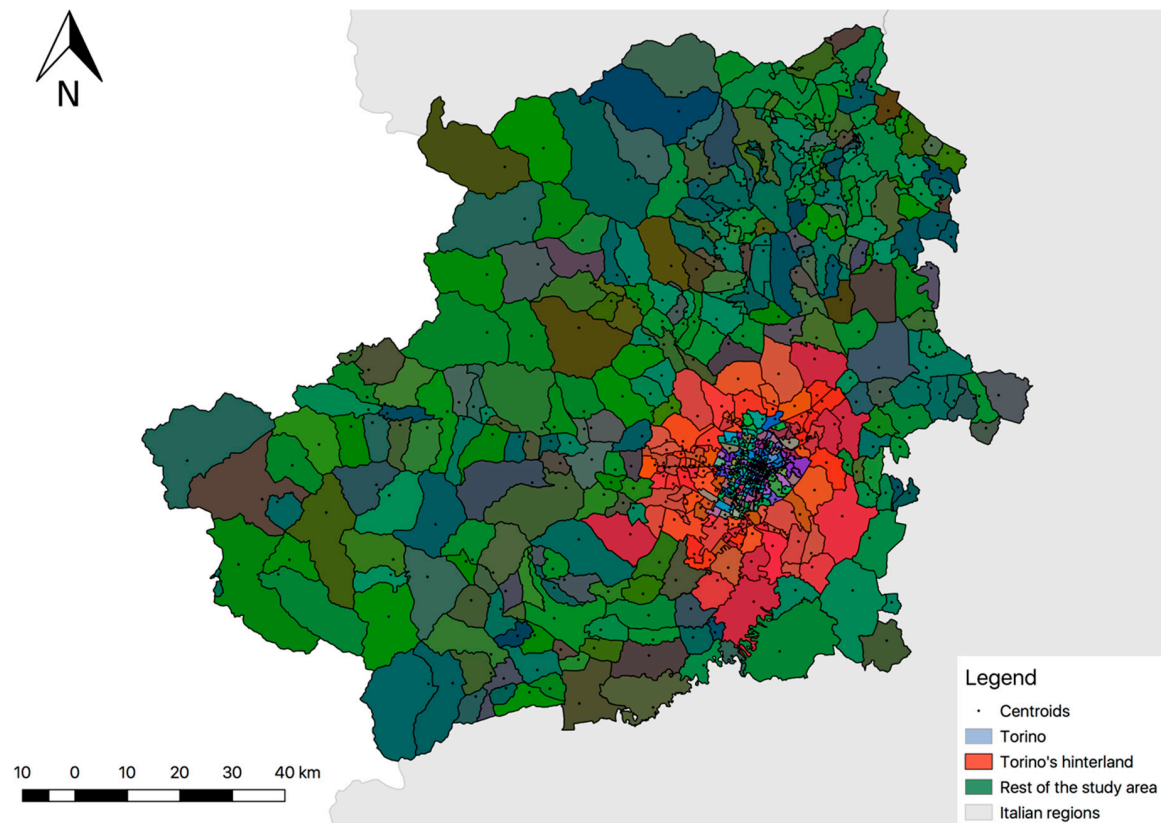 N
10 0 10 20 30 40 km
Legend
Centroids
Torino
Torino's hinterland
Rest of the study area
Italian regions